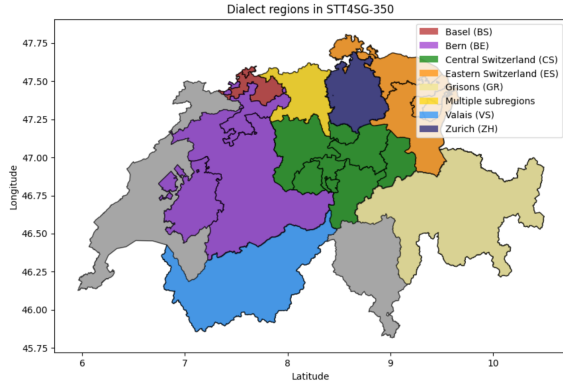 Dialect regions in STT4SG-350
Basel (BS)
Bern (BE)
Central Switzerland (CS)
Eastern Switzerland (ES)
Grisons (GR)
Multiple subregions
Valais (VS)
Zurich (ZH)
Longitude
47.75
47.50
47.25
47.00
46.75
46.50
46.25
46.00
45.75
6 7 8 9 10
Latitude